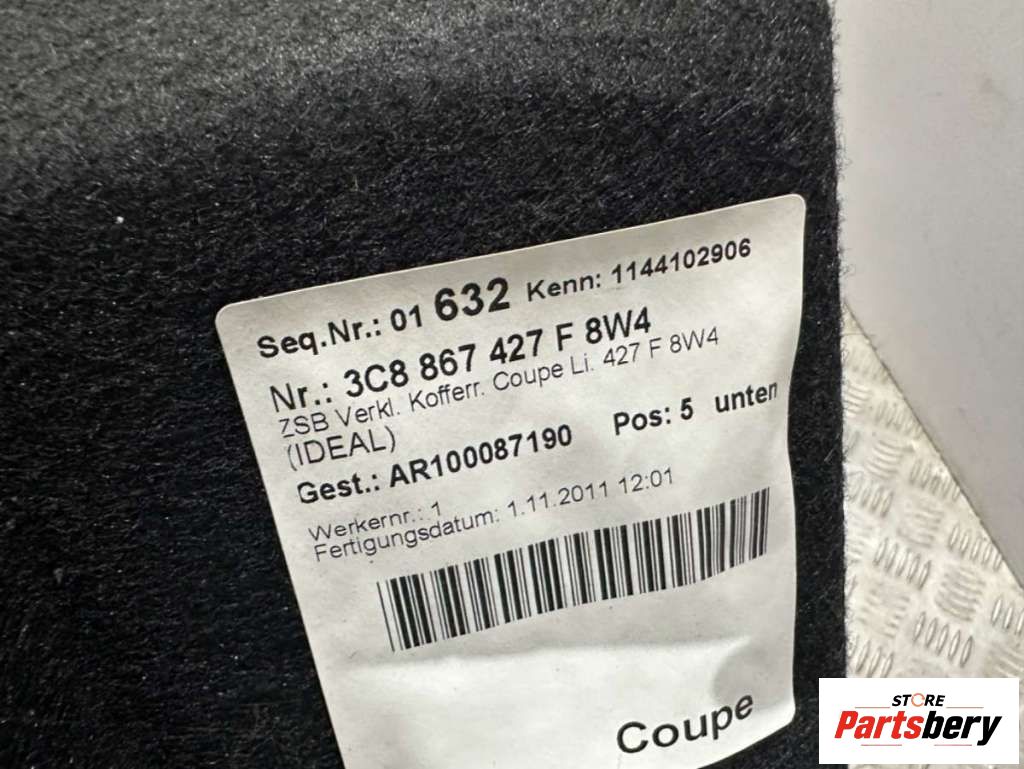 Seq.Nr.: 01 632 Kenn: 1144102906
Nr.: 3C8 867 427 F 8W4
ZSB Verkl. Kofferr. Coupe Li. 427 F 8W4
(IDEAL)
Gest.: AR100087190 Pos: 5 unten
Werkernr.: 1
Fertigungsdatum: 1.11.2011 12:01
Coupe
STORE
Partsbery